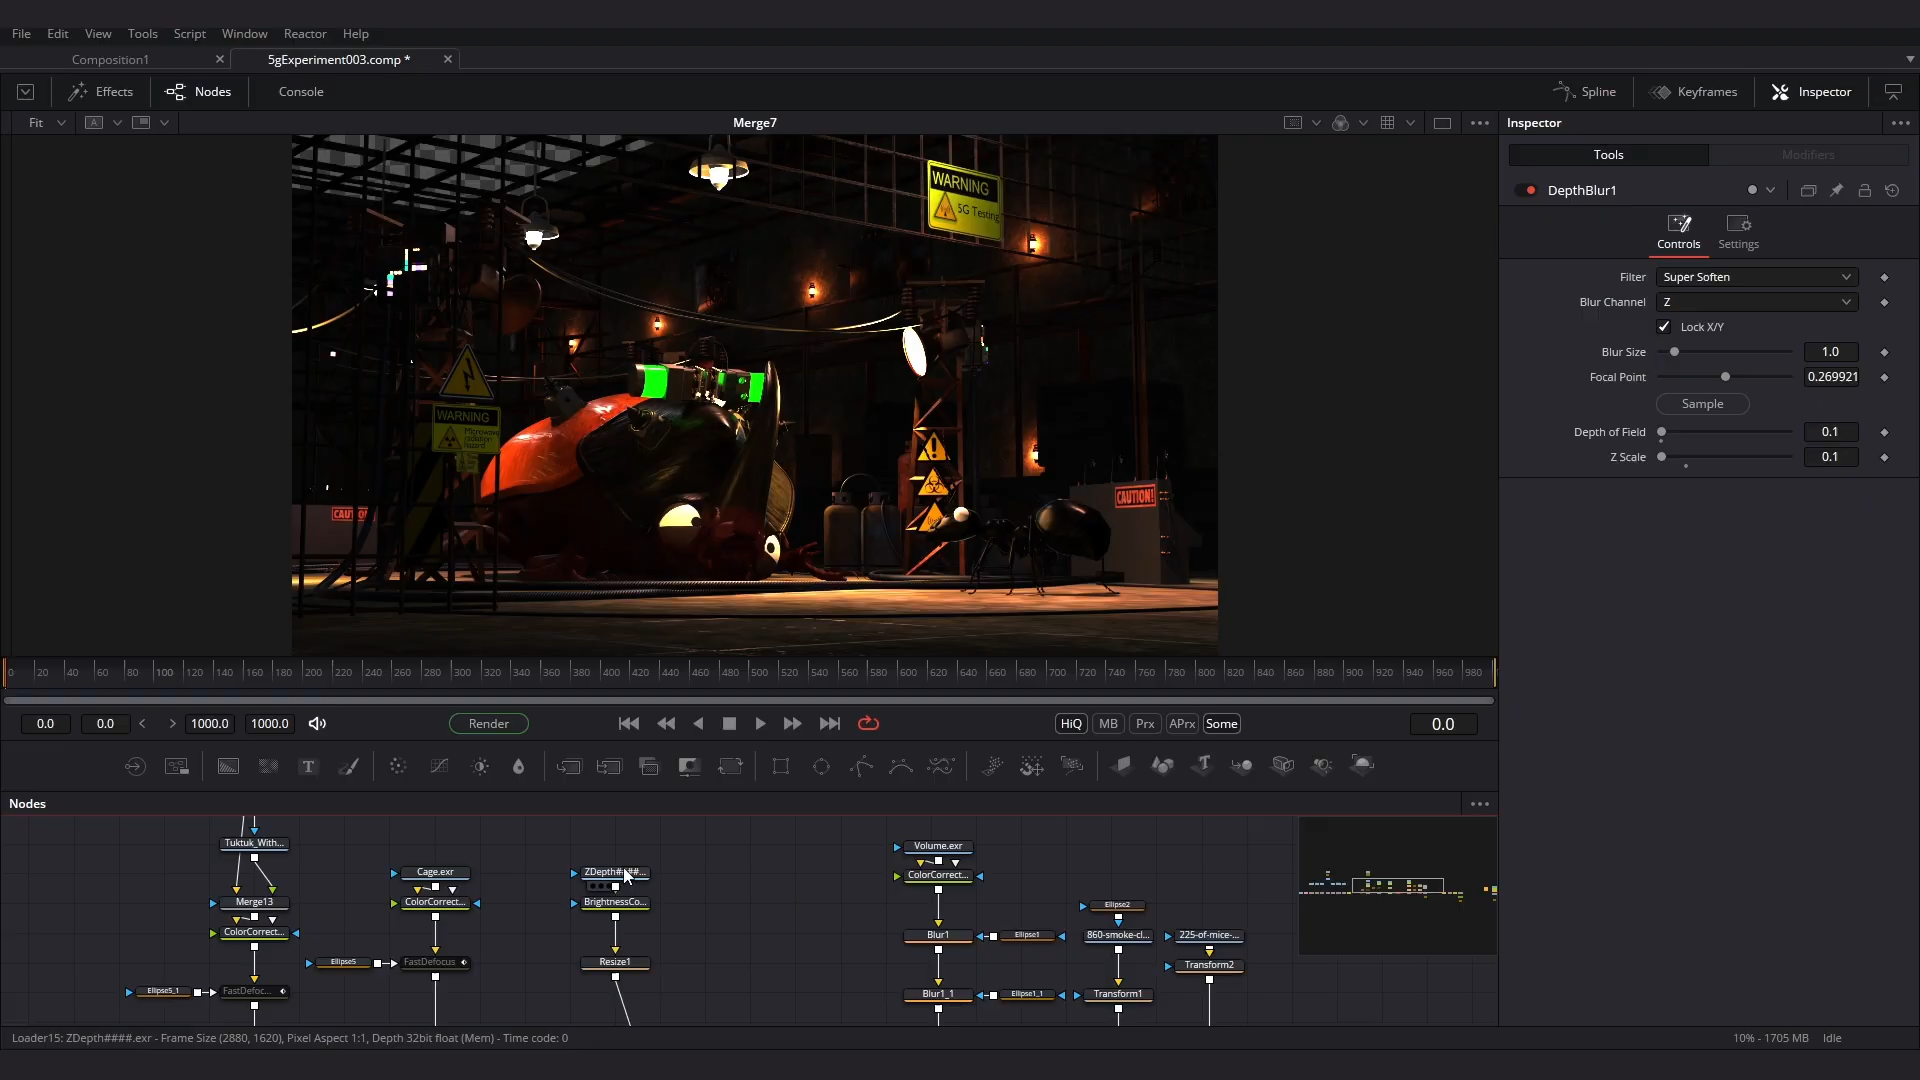 File Edit View Tools Script Window Reactor Help
Composition1 5gExperiment003.comp *
Effects Nodes Console Spline Keyframes Inspector
Fit A Merge7 Inspector
Tools Modifiers
DepthBlur1
Controls Settings
Filter Super Soften
Blur Channel Z
Lock X/Y
Blur Size 1.0
Focal Point 0.269921
Sample
Depth of Field 0.1
Z Scale 0.1
WARNING
5G Testing
WARNING
Microwave
radiation
hazard
CAUTION!
CAUTI
0 20 40 60 80 100 120 140 160 180 200 220 240 260 280 300 320 340 360 380 400 420 440 460 480 500 520 540 560 580 600 620 640 660 680 700 720 740 760 780 800 820 840 860 880 900 920 940 960 980
0.0 0.0 < > 1000.0 1000.0 Render HiQ MB Prx APrx Some 0.0
T T
Nodes
Tuktuk_With... Volume.exr
Cage.exr ZDepth####... ColorCorrect...
Merge13 ColorCorrect... BrightnessCo... Ellipse2
ColorCorrect... Blur1 Ellipse1 860-smoke-cl... 225-of-mice-...
Ellipse5 FastDefocus Resize1 Transform2
Ellipse5_1 FastDefoc... Blur1_1 Ellipse1_1 Transform1
Loader15: ZDepth####.exr - Frame Size (2880, 1620), Pixel Aspect 1:1, Depth 32bit float (Mem) - Time code: 0 10% - 1705 MB Idle